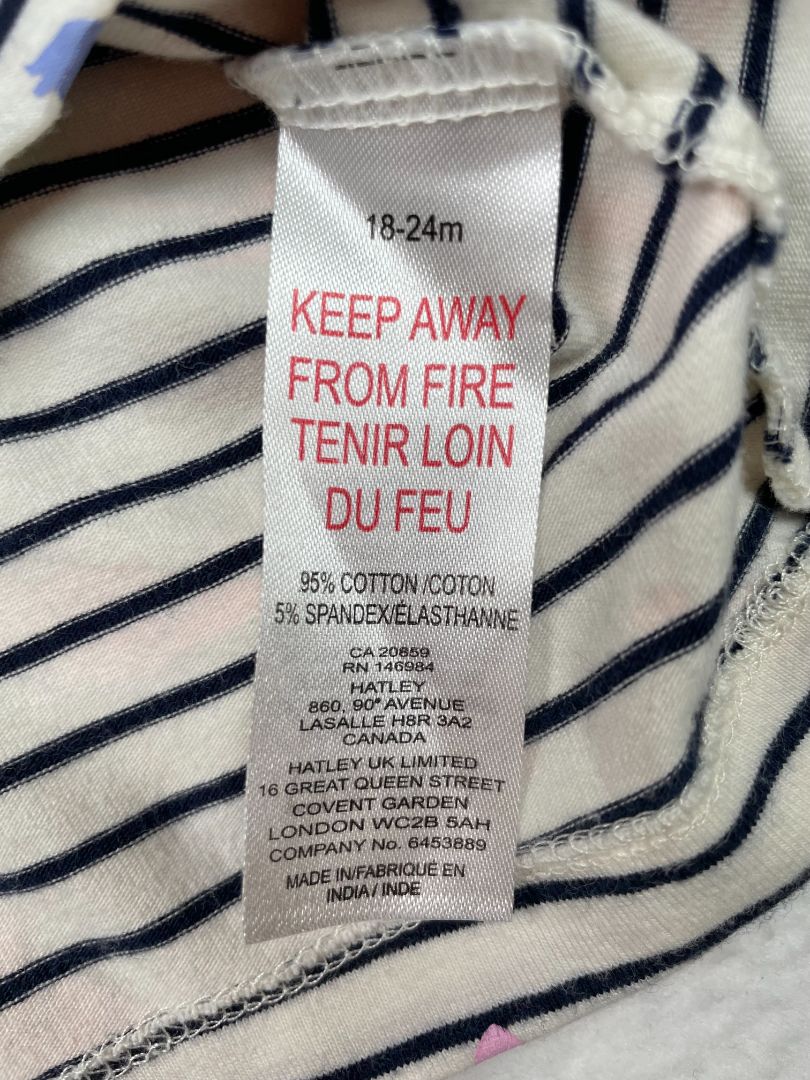 18-24m
KEEP AWAY
FROM FIRE
TENIR LOIN
DU FEU
95% COTTON/COTON
5% SPANDEX/ÉLASTHANNE
CA 20859
RN 146984
HATLEY
860, 90e AVENUE
LASALLE H8R 3A2
CANADA
HATLEY UK LIMITED
16 GREAT QUEEN STREET
COVENT GARDEN
LONDON WC2B 5AH
COMPANY No. 6453889
MADE IN/FABRIQUÉ EN
INDIA / INDE